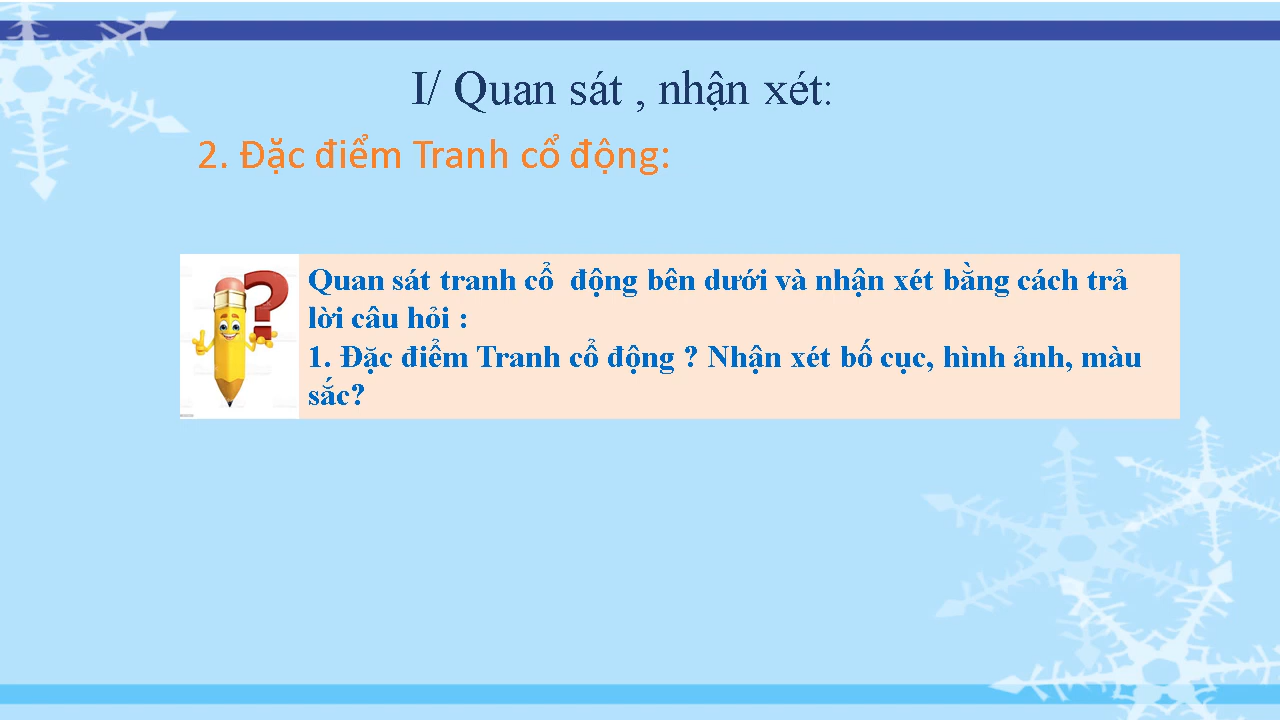 I/ Quan sát , nhận xét:
2. Đặc điểm Tranh cổ động:
Quan sát tranh cổ  động bên dưới và nhận xét bằng cách trả
lời câu hỏi :
1. Đặc điểm Tranh cổ động ? Nhận xét bố cục, hình ảnh, màu
sắc?